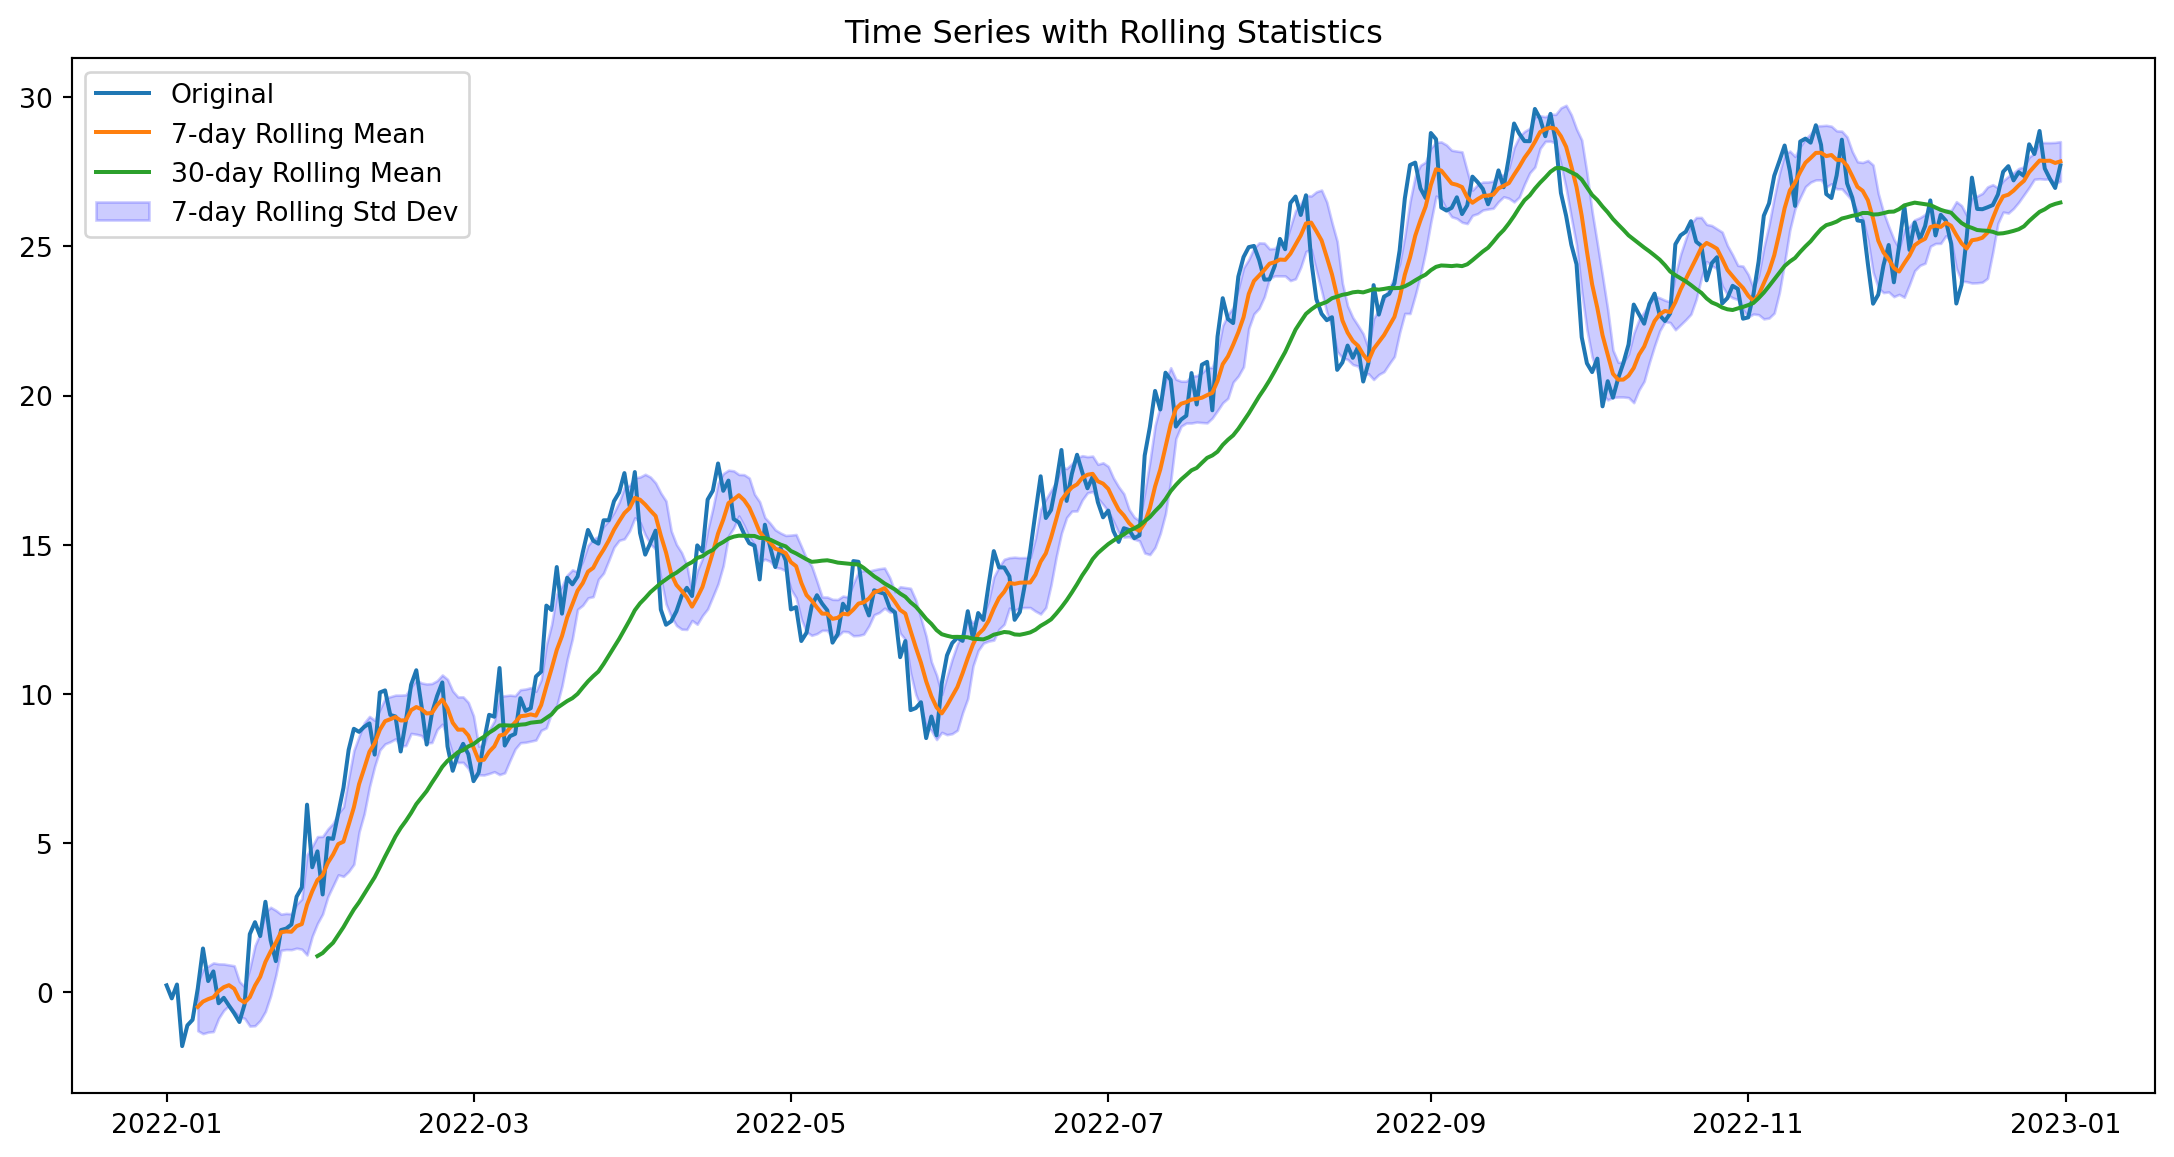 Time Series with Rolling Statistics
Original
7-day Rolling Mean
30-day Rolling Mean
7-day Rolling Std Dev
30
25
20
15
10
5
0
2022-01 2022-03 2022-05 2022-07 2022-09 2022-11 2023-01